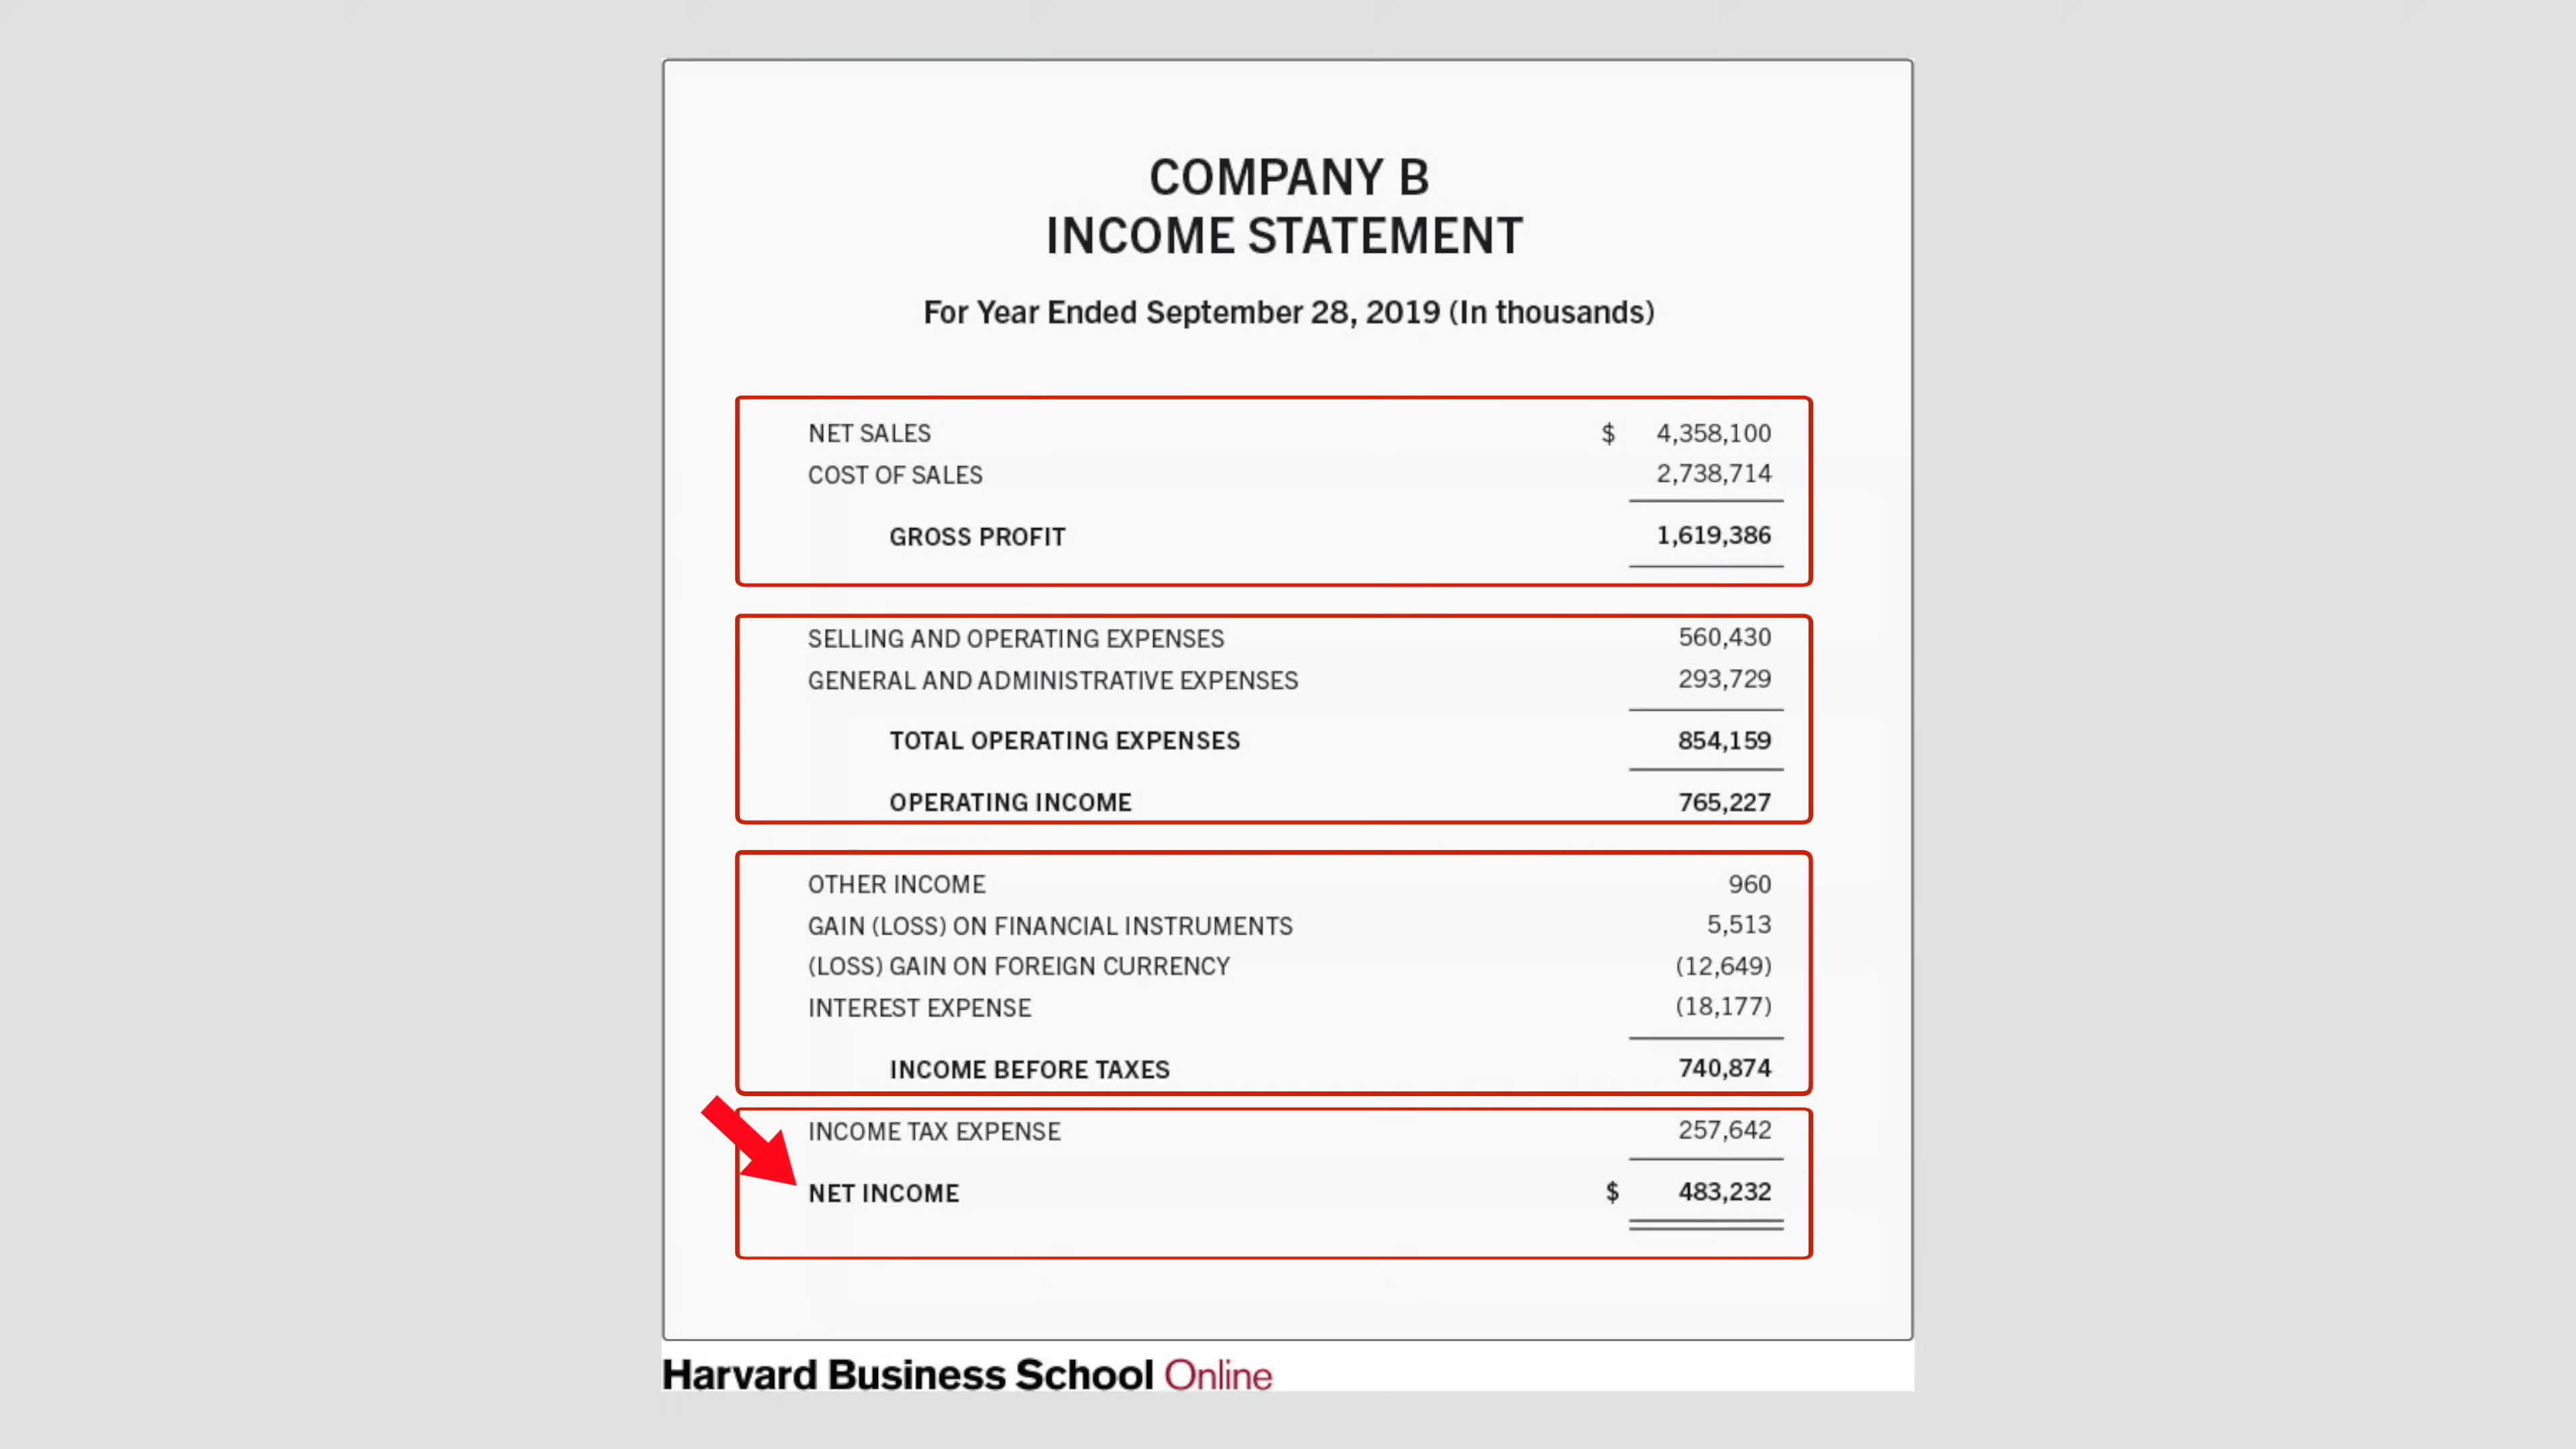 COMPANY B
INCOME STATEMENT
For Year Ended September 28, 2019 (In thousands)
NET SALES $ 4,358,100
COST OF SALES 2,738,714
GROSS PROFIT 1,619,386
SELLING AND OPERATING EXPENSES 560,430
GENERAL AND ADMINISTRATIVE EXPENSES 293,729
TOTAL OPERATING EXPENSES 854,159
OPERATING INCOME 765,227
OTHER INCOME 960
GAIN (LOSS) ON FINANCIAL INSTRUMENTS 5,513
(LOSS) GAIN ON FOREIGN CURRENCY (12,649)
INTEREST EXPENSE (18,177)
INCOME BEFORE TAXES 740,874
INCOME TAX EXPENSE 257,642
NET INCOME $ 483,232
Harvard Business School Online